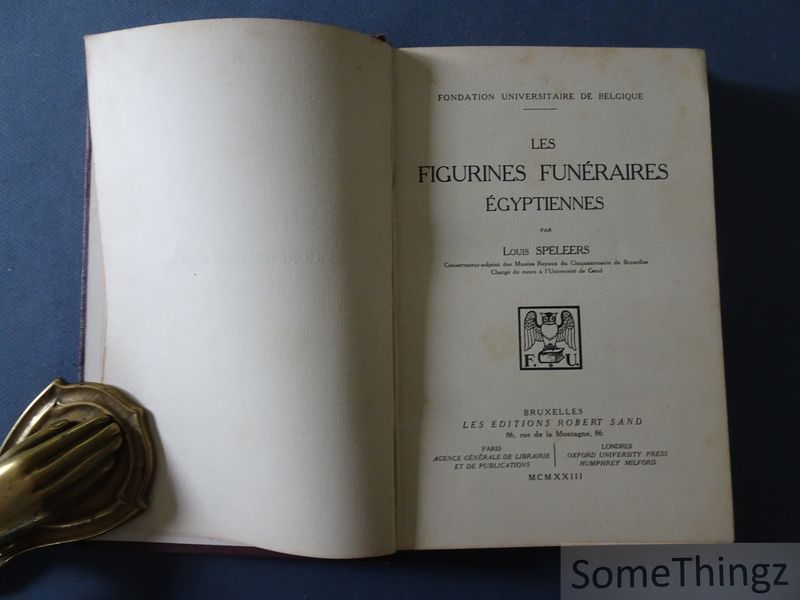 FONDATION UNIVERSITAIRE DE BELGIQUE
LES
FIGURINES FUNÉRAIRES
ÉGYPTIENNES
PAR
LOUIS SPELEERS
Conservateur-adjoint des Musées Royaux du Cinquantenaire de Bruxelles
Chargé de cours à l'Université de Gand
F. U.
BRUXELLES
LES EDITIONS ROBERT SAND
86, rue de la Montagne, 86
PARIS
AGENCE GÉNÉRALE DE LIBRAIRIE
ET DE PUBLICATIONS
LONDRES
OXFORD UNIVERSITY PRESS
HUMPHREY MILFORD
MCMXXIII
SomeThingz